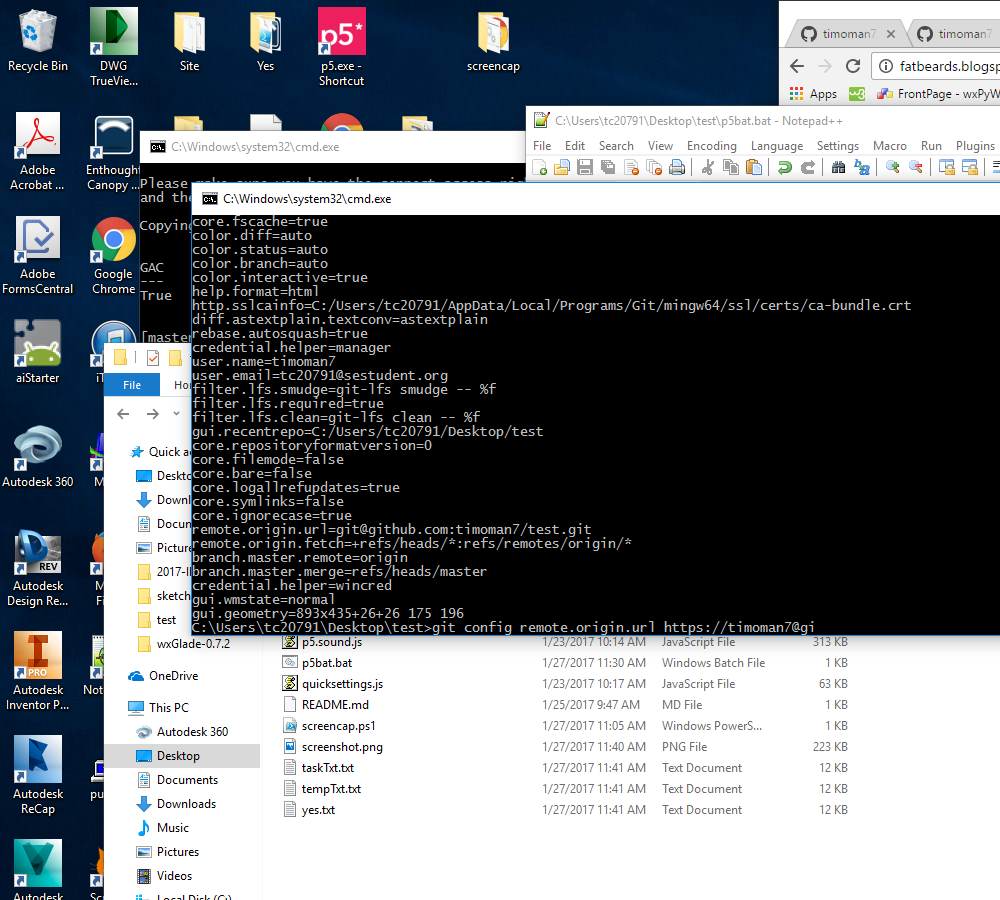 Recycle Bin
DWG
TrueVie...
Site
Yes
p5*
p5.exe -
Shortcut
screencap
timoman7
timoman7
fatbeards.blogsp
Apps
FrontPage - wxPyW
Adobe
Acrobat ...
Enthought
Canopy ...
C:\Windows\system32\cmd.exe
C:\Users\tc20791\Desktop\test\p5bat.bat - Notepad++
File Edit Search View Encoding Language Settings Macro Run Plugins
Please
and the
Copying
GAC
---
True
[master
C:\Windows\system32\cmd.exe
core.fscache=true
color.diff=auto
color.status=auto
color.branch=auto
color.interactive=true
help.format=html
http.sslcainfo=C:/Users/tc20791/AppData/Local/Programs/Git/mingw64/ssl/certs/ca-bundle.crt
diff.astextplain.textconv=astextplain
rebase.autosquash=true
credential.helper=manager
user.name=timoman7
user.email=tc20791@sestudent.org
filter.lfs.smudge=git-lfs smudge -- %f
filter.lfs.required=true
filter.lfs.clean=git-lfs clean -- %f
gui.recentrepo=C:/Users/tc20791/Desktop/test
core.repositoryformatversion=0
core.filemode=false
core.bare=false
core.logallrefupdates=true
core.symlinks=false
core.ignorecase=true
remote.origin.url=git@github.com:timoman7/test.git
remote.origin.fetch=+refs/heads/*:refs/remotes/origin/*
branch.master.remote=origin
branch.master.merge=refs/heads/master
credential.helper=wincred
gui.wmstate=normal
gui.geometry=893x435+26+26 175 196
C:\Users\tc20791\Desktop\test>git config remote.origin.url https://timoman7@gi
Adobe
FormsCentral
Google
Chrome
aiStarter
iT
Autodesk 360
M
REV
Autodesk
Design Re...
M
Fi
PRO
Autodesk
Inventor P...
Not
Autodesk
ReCap
pu
Autodesk
Sc
File
Ho
Quick a
Deskto
Downl
Docun
Picture
2017-II
sketch
test
wxGlade-0.7.2
OneDrive
This PC
Autodesk 360
Desktop
Documents
Downloads
Music
Pictures
Videos
Local Disk (C:)
p5.sound.js 1/23/2017 10:14 AM JavaScript File 313 KB
p5bat.bat 1/27/2017 11:30 AM Windows Batch File 1 KB
quicksettings.js 1/23/2017 10:17 AM JavaScript File 63 KB
README.md 1/25/2017 9:47 AM MD File 1 KB
screencap.ps1 1/27/2017 11:05 AM Windows PowerS... 1 KB
screenshot.png 1/27/2017 11:40 AM PNG File 223 KB
taskTxt.txt 1/27/2017 11:41 AM Text Document 12 KB
tempTxt.txt 1/27/2017 11:41 AM Text Document 12 KB
yes.txt 1/27/2017 11:41 AM Text Document 12 KB